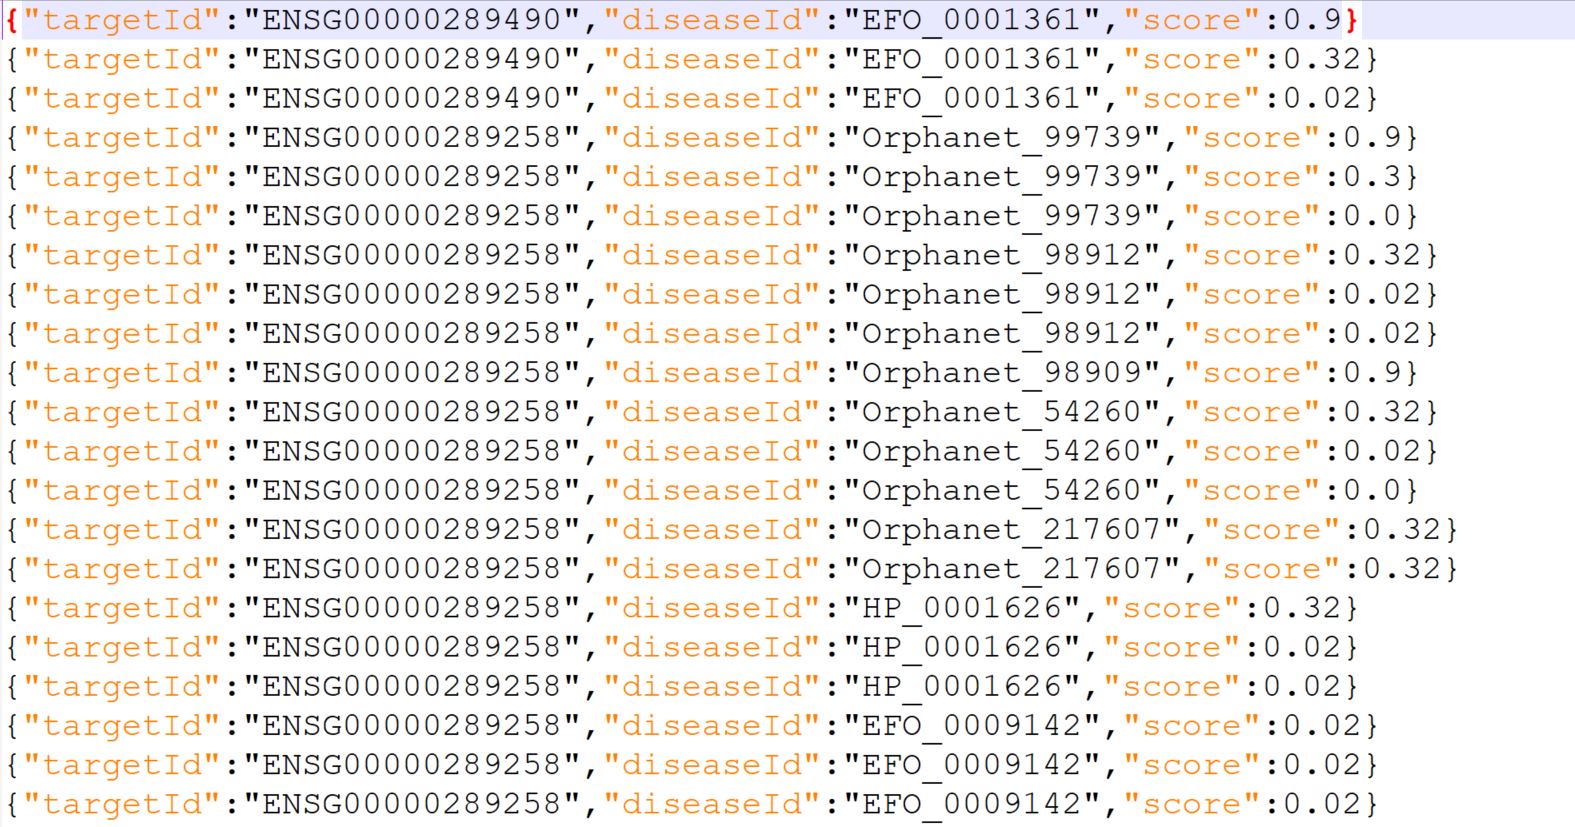 {"targetId":"ENSG00000289490","diseaseId":"EFO_0001361","score":0.9}
{"targetId":"ENSG00000289490","diseaseId":"EFO_0001361","score":0.32}
{"targetId":"ENSG00000289490","diseaseId":"EFO_0001361","score":0.02}
{"targetId":"ENSG00000289258","diseaseId":"Orphanet_99739","score":0.9}
{"targetId":"ENSG00000289258","diseaseId":"Orphanet_99739","score":0.3}
{"targetId":"ENSG00000289258","diseaseId":"Orphanet_99739","score":0.0}
{"targetId":"ENSG00000289258","diseaseId":"Orphanet_98912","score":0.32}
{"targetId":"ENSG00000289258","diseaseId":"Orphanet_98912","score":0.02}
{"targetId":"ENSG00000289258","diseaseId":"Orphanet_98912","score":0.02}
{"targetId":"ENSG00000289258","diseaseId":"Orphanet_98909","score":0.9}
{"targetId":"ENSG00000289258","diseaseId":"Orphanet_54260","score":0.32}
{"targetId":"ENSG00000289258","diseaseId":"Orphanet_54260","score":0.02}
{"targetId":"ENSG00000289258","diseaseId":"Orphanet_54260","score":0.0}
{"targetId":"ENSG00000289258","diseaseId":"Orphanet_217607","score":0.32}
{"targetId":"ENSG00000289258","diseaseId":"Orphanet_217607","score":0.32}
{"targetId":"ENSG00000289258","diseaseId":"HP_0001626","score":0.32}
{"targetId":"ENSG00000289258","diseaseId":"HP_0001626","score":0.02}
{"targetId":"ENSG00000289258","diseaseId":"HP_0001626","score":0.02}
{"targetId":"ENSG00000289258","diseaseId":"EFO_0009142","score":0.02}
{"targetId":"ENSG00000289258","diseaseId":"EFO_0009142","score":0.02}
{"targetId":"ENSG00000289258","diseaseId":"EFO_0009142","score":0.02}